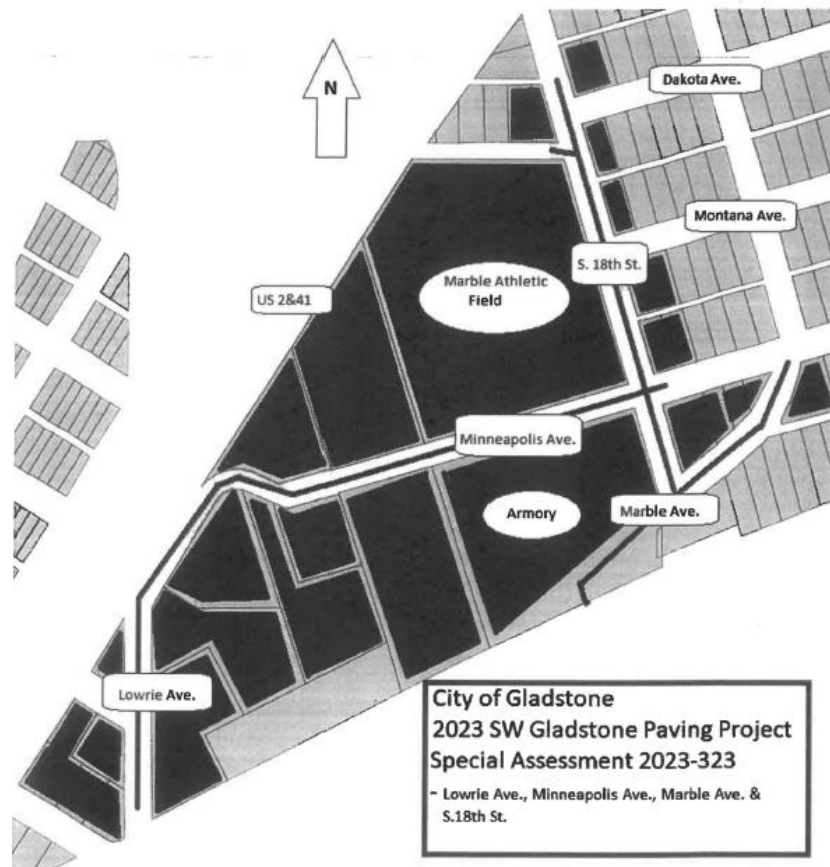 N
Dakota Ave.
Montana Ave.
S. 18th St.
Marble Athletic
Field
US 2&41
Minneapolis Ave.
Armory
Marble Ave.
Lowrie Ave.
City of Gladstone
2023 SW Gladstone Paving Project
Special Assessment 2023-323
- Lowrie Ave., Minneapolis Ave., Marble Ave. &
S.18th St.